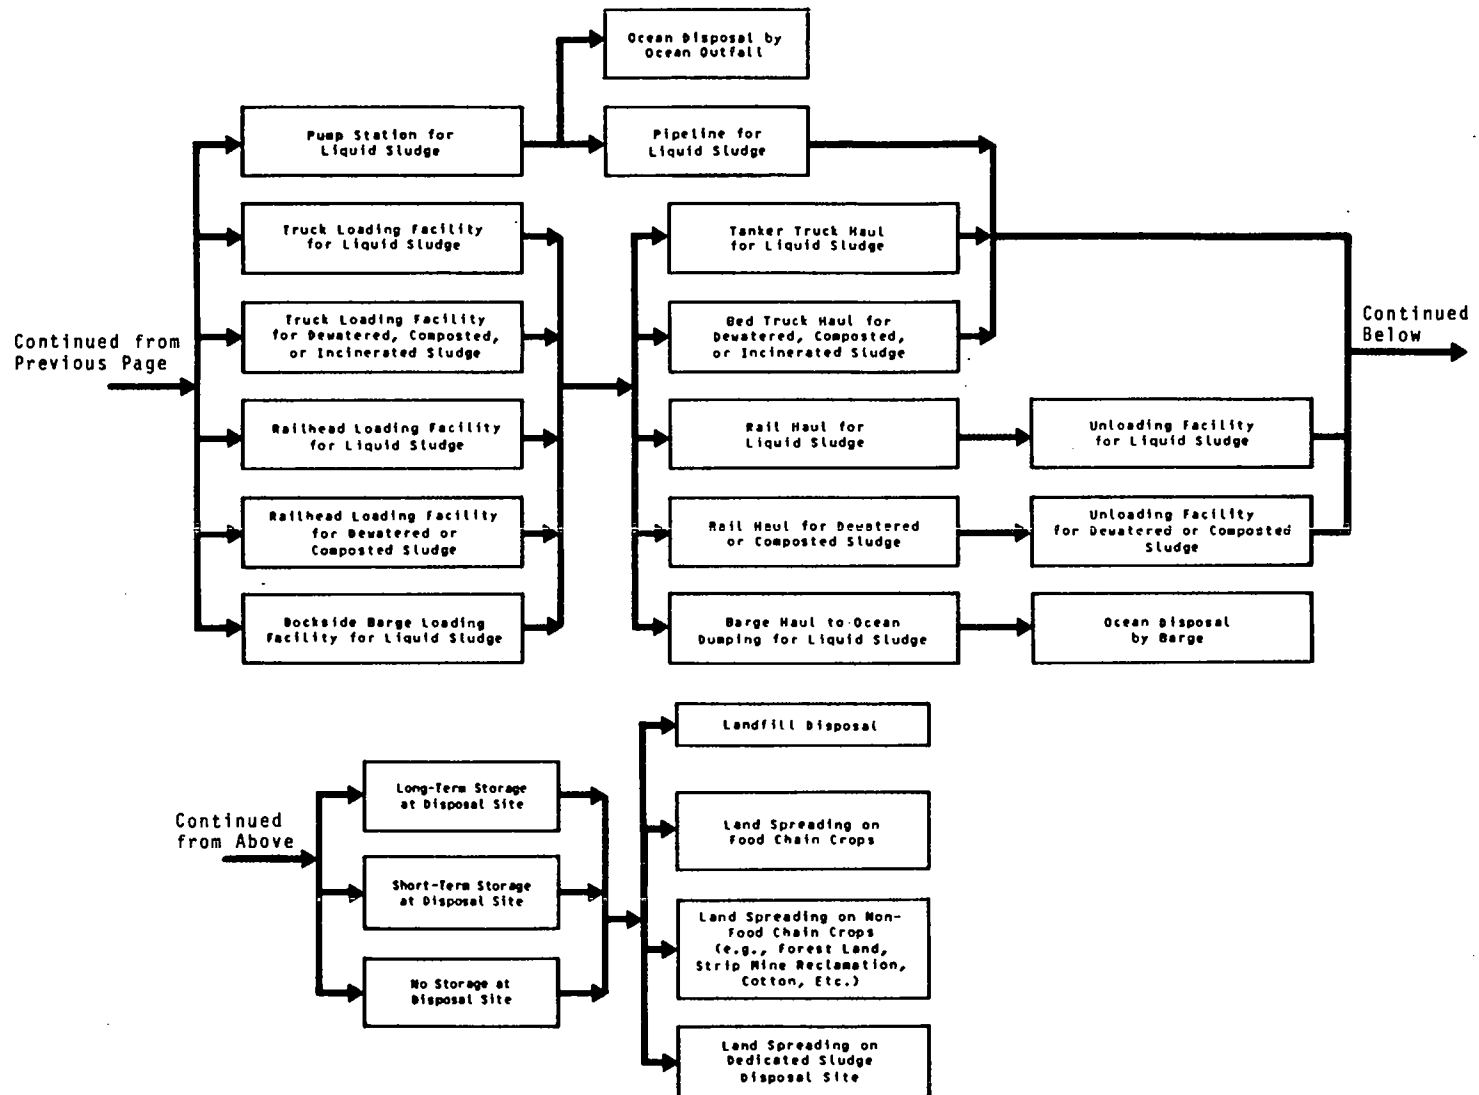 Ocean Disposal by
Ocean Outfall
Pump Station for
Liquid Sludge
Pipeline for
Liquid Sludge
Truck Loading Facility
for Liquid Sludge
Tanker Truck Haul
for Liquid Sludge
Continued from
Previous Page
Truck Loading Facility
for Dewatered, Composted,
or Incinerated Sludge
Bed Truck Haul for
Dewatered, Composted,
or Incinerated Sludge
Continued
Below
Railhead Loading Facility
for Liquid Sludge
Rail Haul for
Liquid Sludge
Unloading Facility
for Liquid Sludge
Railhead Loading Facility
for Dewatered or
Composted Sludge
Rail Haul for Dewatered
or Composted Sludge
Unloading Facility
for Dewatered or Composted
Sludge
Dockside Barge Loading
Facility for Liquid Sludge
Barge Haul to Ocean
Dumping for Liquid Sludge
Ocean Disposal
by Barge
Continued
from Above
Long-Term Storage
at Disposal Site
Short-Term Storage
at Disposal Site
No Storage at
Disposal Site
Landfill Disposal
Land Spreading on
Food Chain Crops
Land Spreading on Non-
Food Chain Crops
(e.g., Forest Land,
Strip Mine Reclamation,
Cotton, Etc.)
Land Spreading on
Dedicated Sludge
Disposal Site